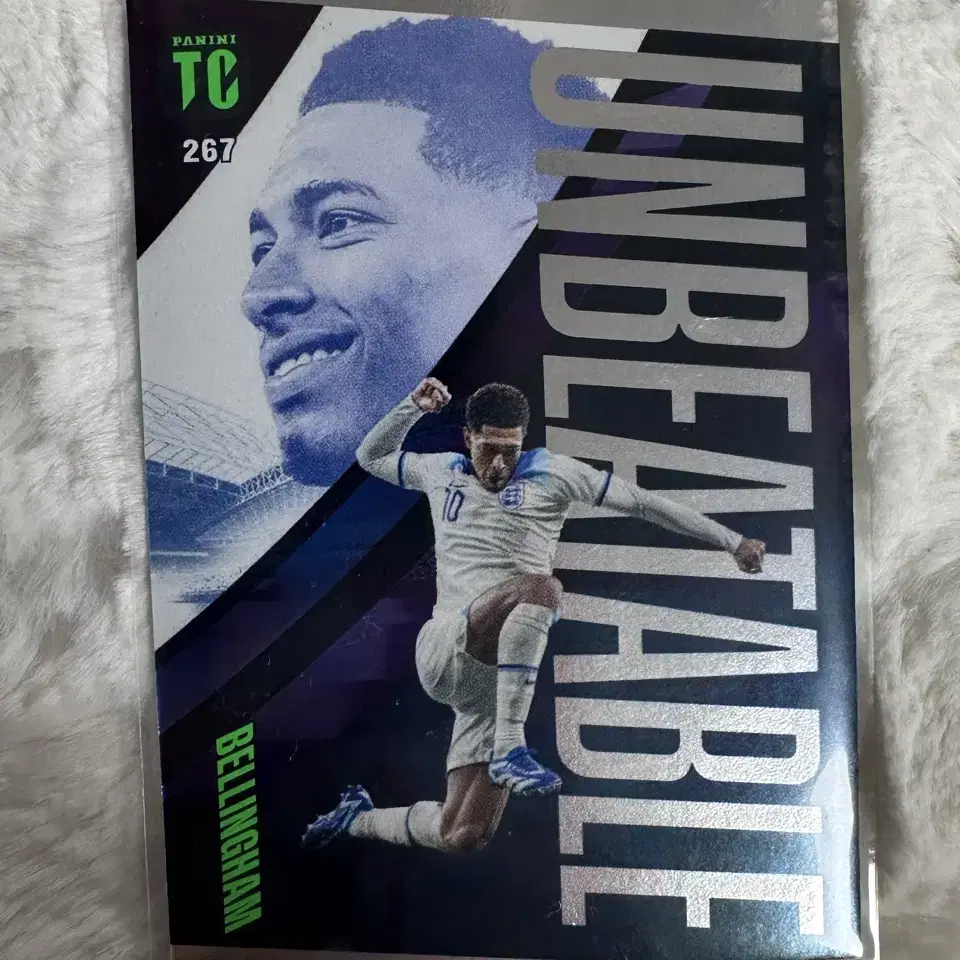 PANINI
TC
267
UNBEATABLE
10
BELLINGHAM